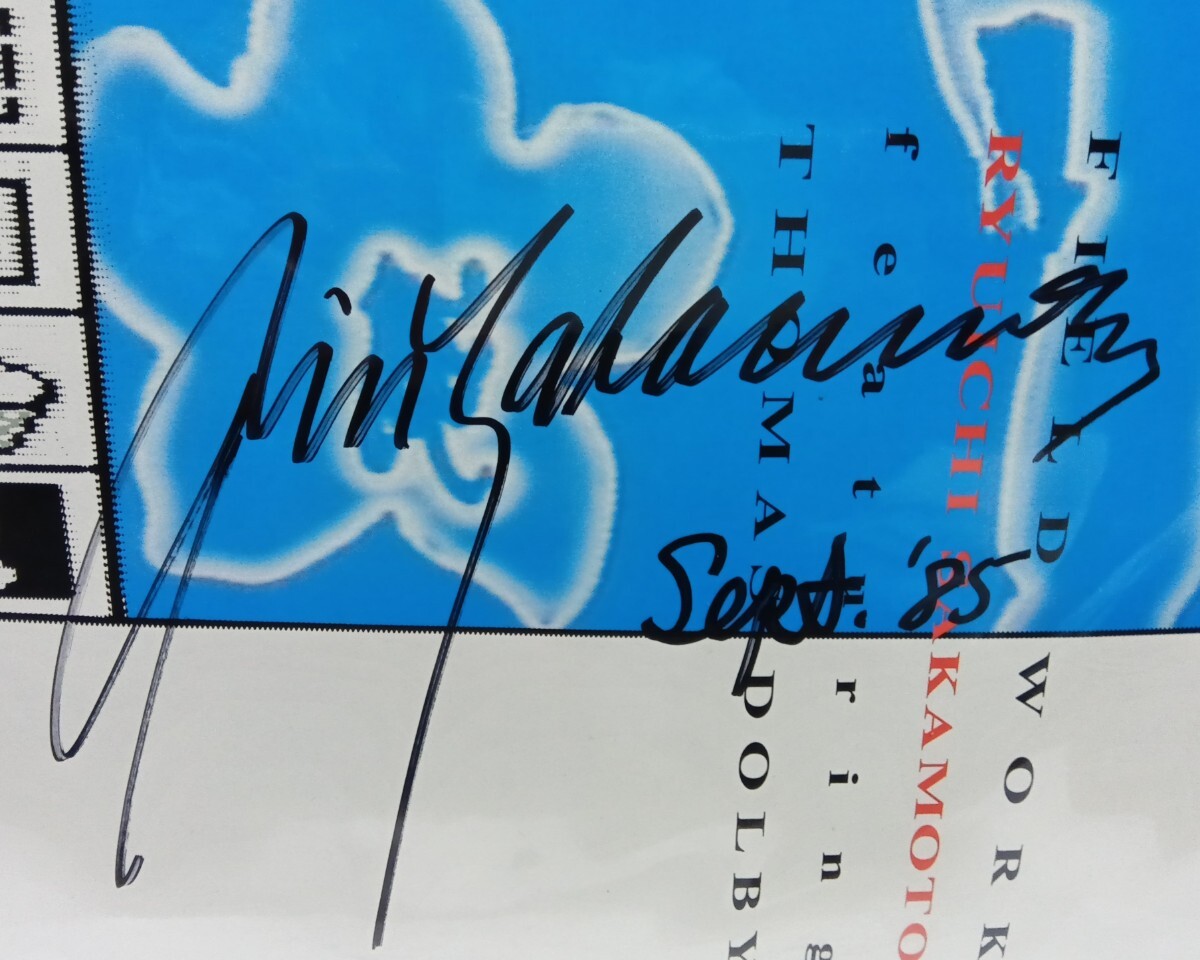 FIELD WORK
RYUICHI SAKAMOTO
featuring
THOMAS DOLBY
Sept. '85